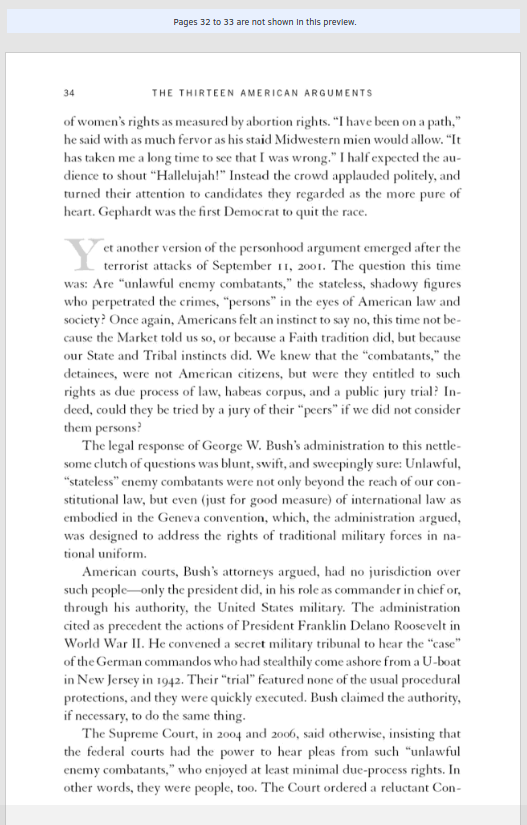 Pages 32 to 33 are not shown in this preview.
34 THE THIRTEEN AMERICAN ARGUMENTS
of women's rights as measured by abortion rights. “I have been on a path,”
he said with as much fervor as his staid Midwestern mien would allow. “It
has taken me a long time to see that I was wrong.” I half expected the au-
dience to shout “Hallelujah!” Instead the crowd applauded politely, and
turned their attention to candidates they regarded as the more pure of
heart. Gephardt was the first Democrat to quit the race.
Yet another version of the personhood argument emerged after the
terrorist attacks of September 11, 2001. The question this time
was: Are “unlawful enemy combatants,” the stateless, shadowy figures
who perpetrated the crimes, “persons” in the eyes of American law and
society? Once again, Americans felt an instinct to say no, this time not be-
cause the Market told us so, or because a Faith tradition did, but because
our State and Tribal instincts did. We knew that the “combatants,” the
detainees, were not American citizens, but were they entitled to such
rights as due process of law, habeas corpus, and a public jury trial? In-
deed, could they be tried by a jury of their “peers” if we did not consider
them persons?
The legal response of George W. Bush's administration to this nettle-
some clutch of questions was blunt, swift, and sweepingly sure: Unlawful,
“stateless” enemy combatants were not only beyond the reach of our con-
stitutional law, but even (just for good measure) of international law as
embodied in the Geneva convention, which, the administration argued,
was designed to address the rights of traditional military forces in na-
tional uniform.
American courts, Bush's attorneys argued, had no jurisdiction over
such people—only the president did, in his role as commander in chief or,
through his authority, the United States military. The administration
cited as precedent the actions of President Franklin Delano Roosevelt in
World War II. He convened a secret military tribunal to hear the “case”
of the German commandos who had stealthily come ashore from a U-boat
in New Jersey in 1942. Their “trial” featured none of the usual procedural
protections, and they were quickly executed. Bush claimed the authority,
if necessary, to do the same thing.
The Supreme Court, in 2004 and 2006, said otherwise, insisting that
the federal courts had the power to hear pleas from such “unlawful
enemy combatants,” who enjoyed at least minimal due-process rights. In
other words, they were people, too. The Court ordered a reluctant Con-